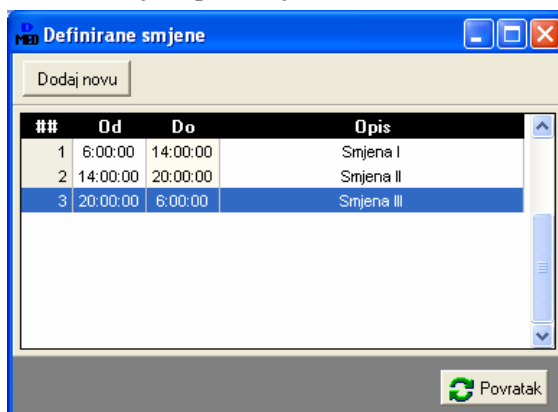 D
MED Definirane smjene
Dodaj novu
## Od Do Opis
1 6:00:00 14:00:00 Smjena I
2 14:00:00 20:00:00 Smjena II
3 20:00:00 6:00:00 Smjena III
Povratak